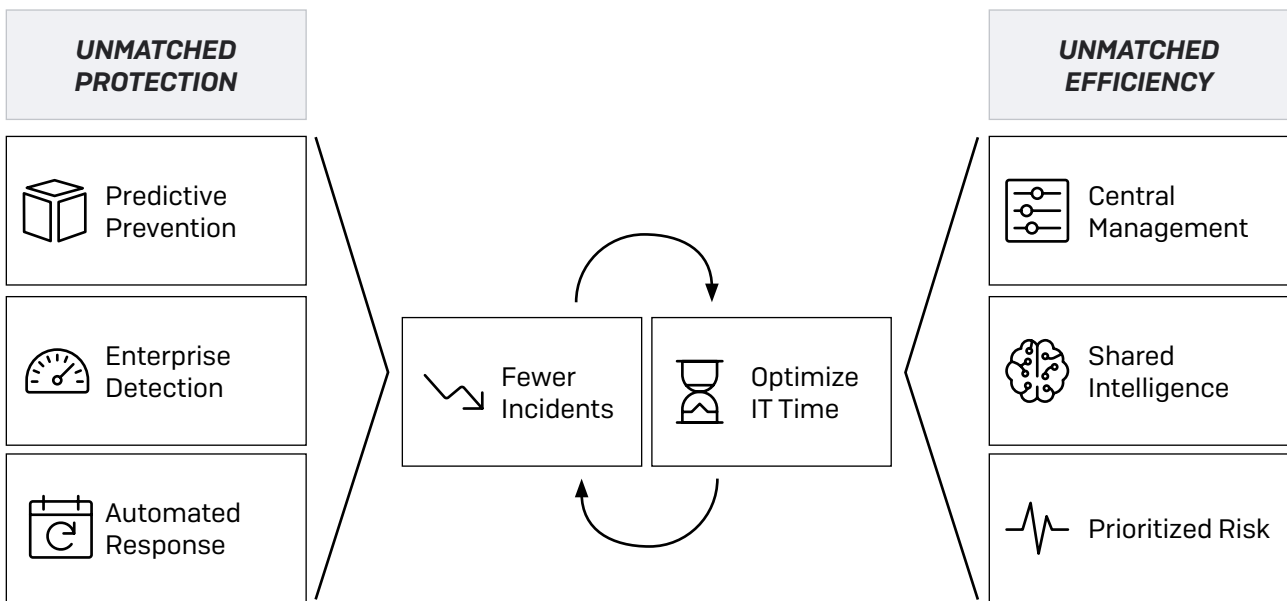 UNMATCHED
PROTECTION
Predictive
Prevention
Enterprise
Detection
Automated
Response
Fewer
Incidents
Optimize
IT Time
UNMATCHED
EFFICIENCY
Central
Management
Shared
Intelligence
Prioritized Risk